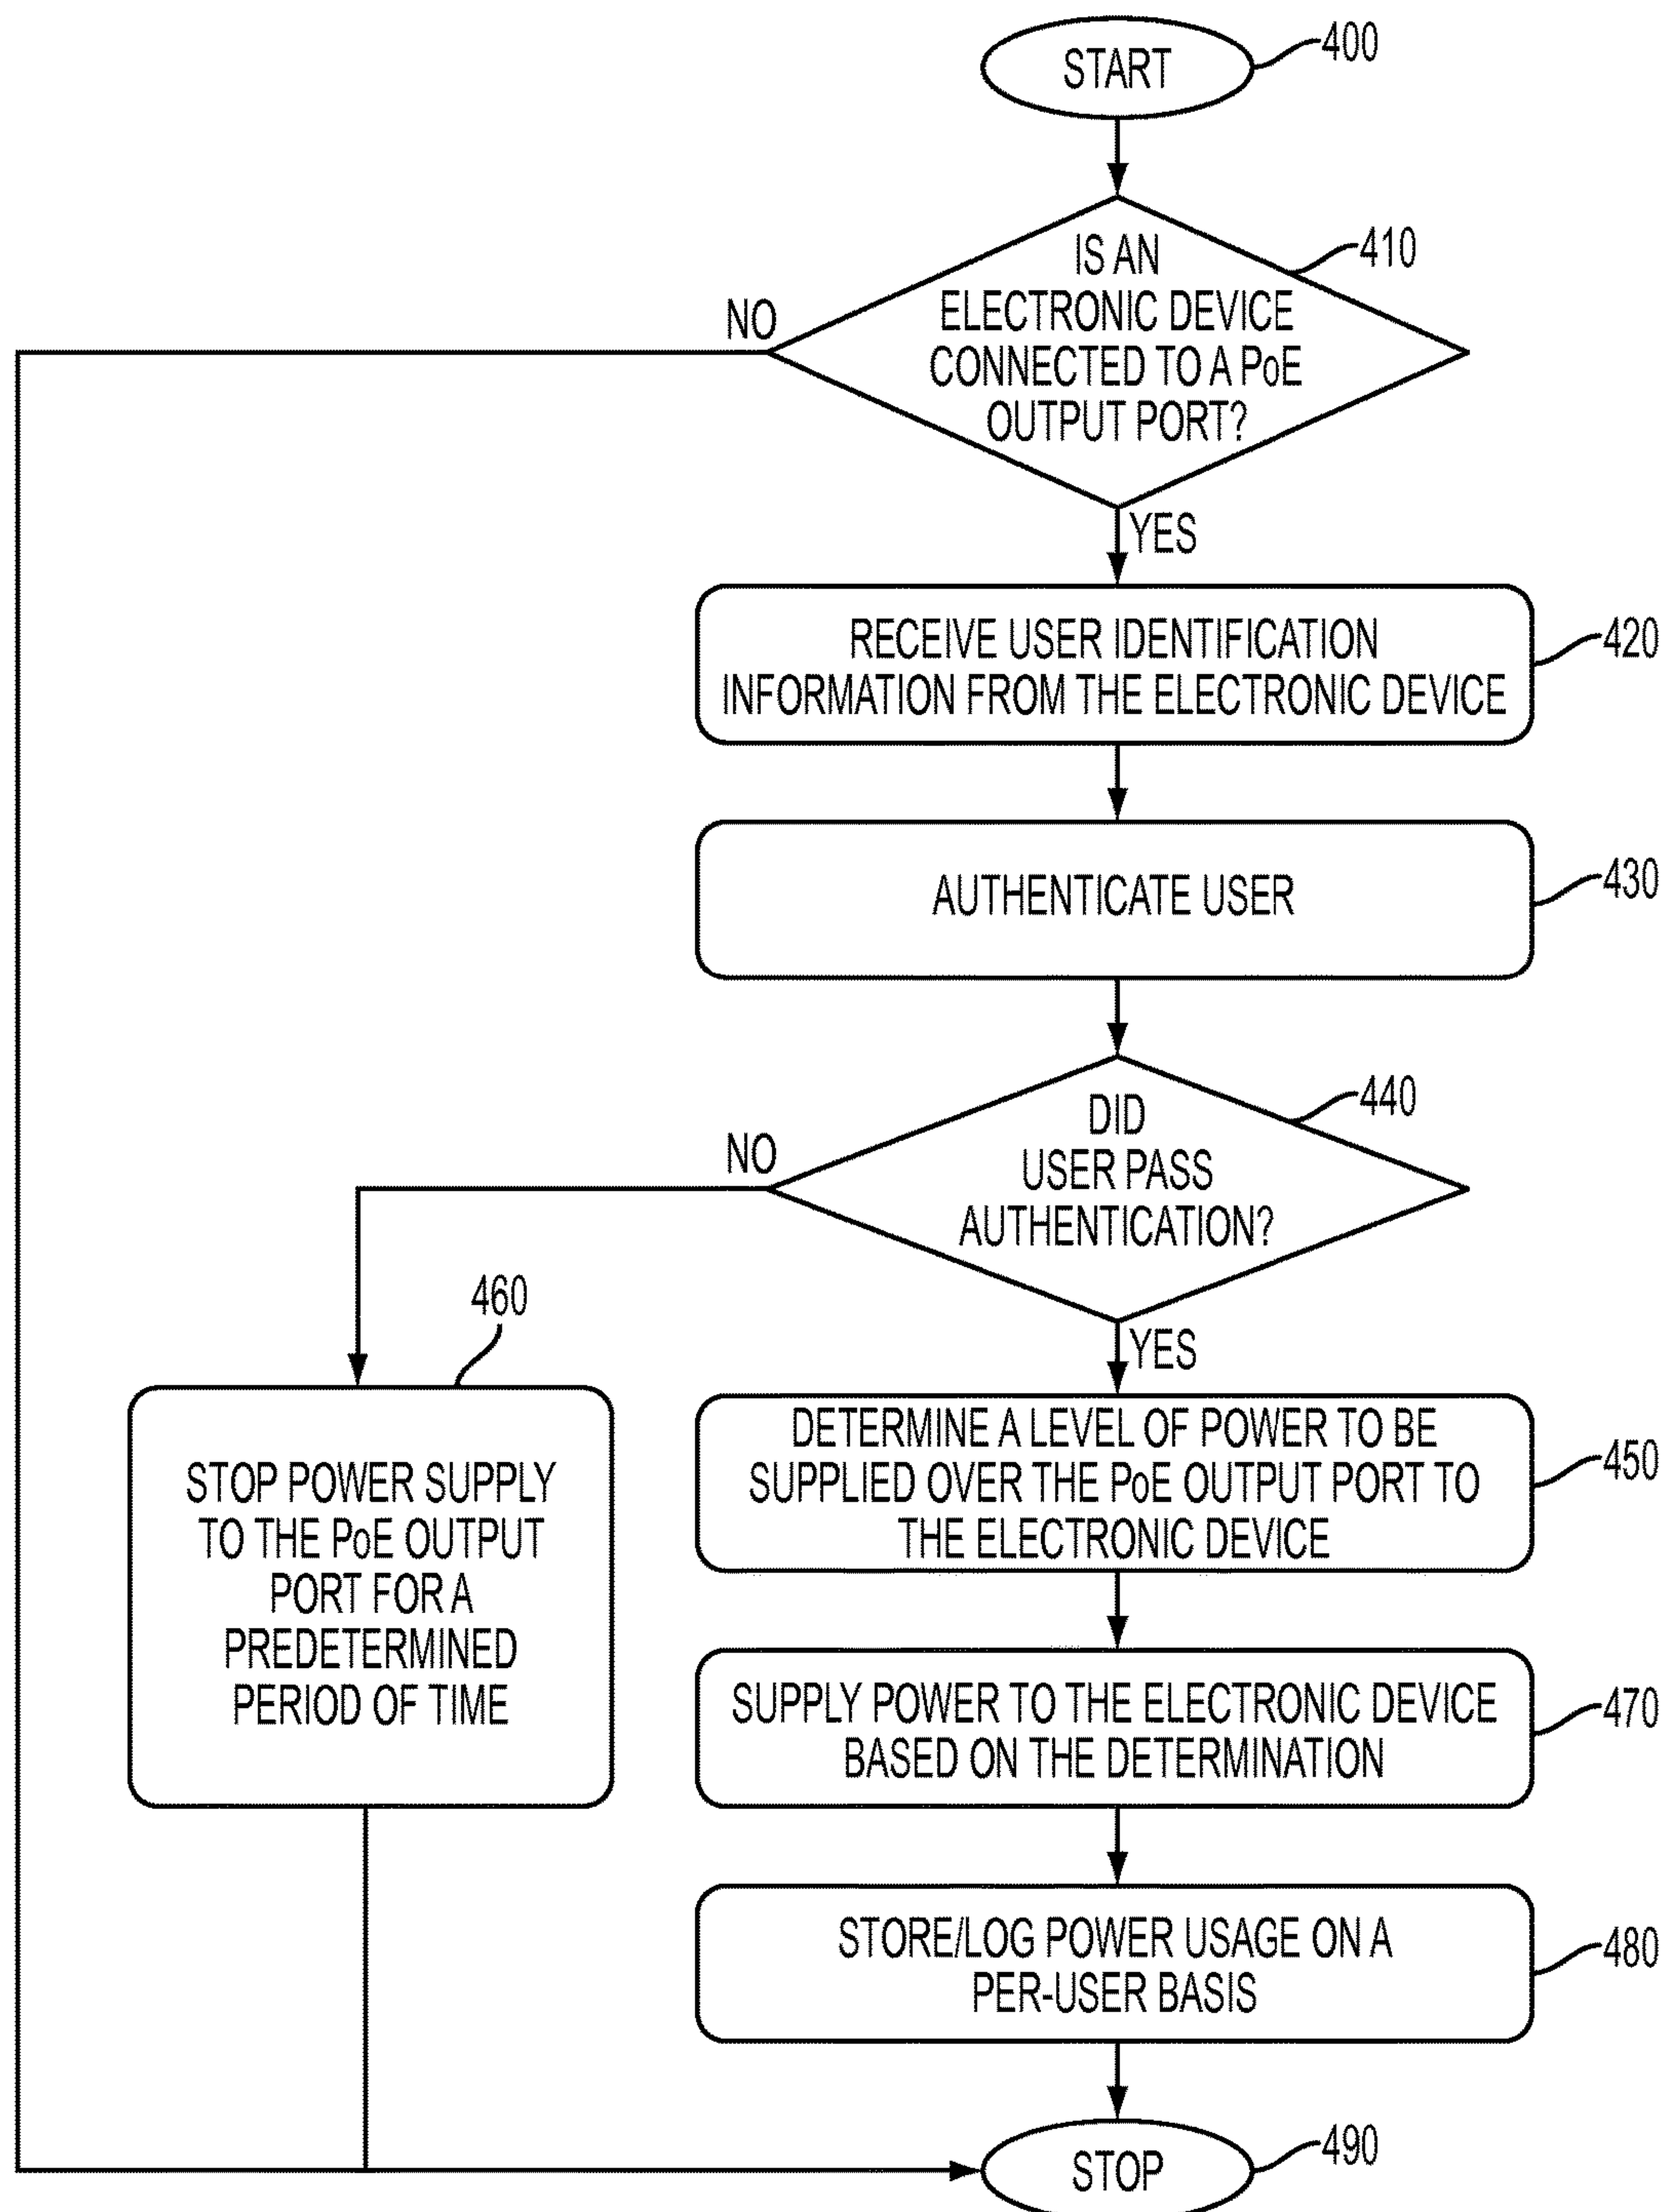 START
400
IS AN
ELECTRONIC DEVICE
CONNECTED TO A PoE
OUTPUT PORT?
410
NO
YES
RECEIVE USER IDENTIFICATION
INFORMATION FROM THE ELECTRONIC DEVICE
420
AUTHENTICATE USER
430
DID
USER PASS
AUTHENTICATION?
440
NO
YES
460
STOP POWER SUPPLY
TO THE PoE OUTPUT
PORT FOR A
PREDETERMINED
PERIOD OF TIME
DETERMINE A LEVEL OF POWER TO BE
SUPPLIED OVER THE PoE OUTPUT PORT TO
THE ELECTRONIC DEVICE
450
SUPPLY POWER TO THE ELECTRONIC DEVICE
BASED ON THE DETERMINATION
470
STORE/LOG POWER USAGE ON A
PER-USER BASIS
480
STOP
490